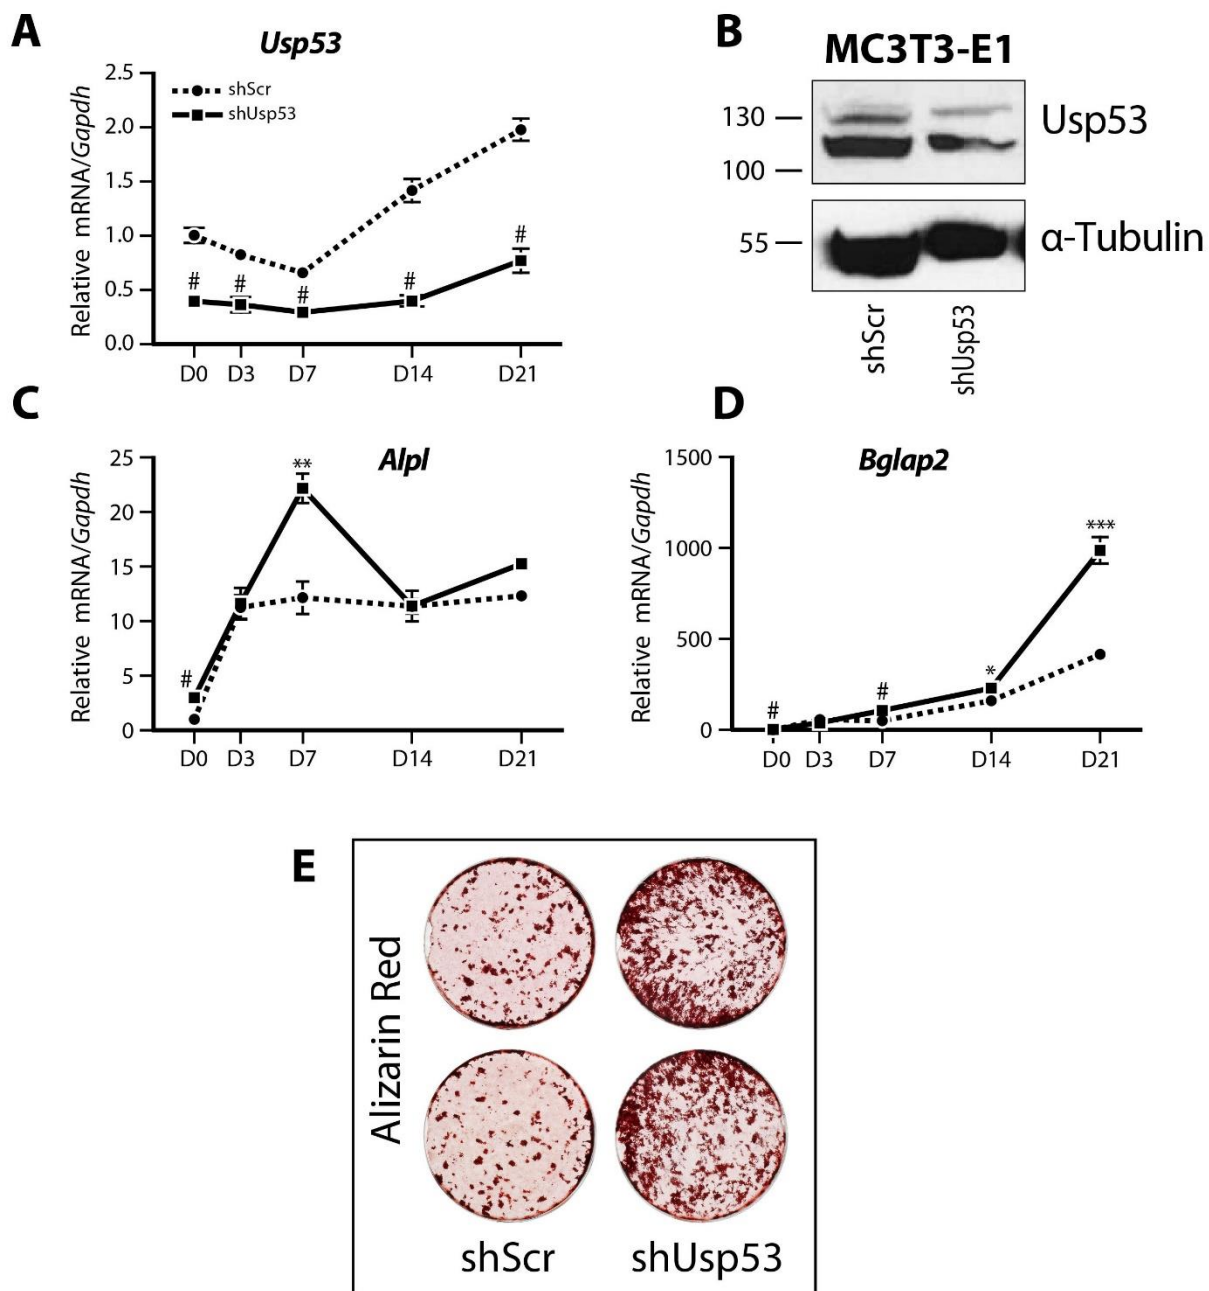 A
Usp53
Relative mRNA/Gapdh
2.5
2.0
1.5
1.0
0.5
0.0
shScr
shUsp53
#
#
#
#
#
D0
D3
D7
D14
D21
B
MC3T3-E1
130
100
Usp53
55
α-Tubulin
shScr
shUsp53
C
Alpl
Relative mRNA/Gapdh
25
20
15
10
5
0
#
**
D0
D3
D7
D14
D21
D
Bglap2
Relative mRNA/Gapdh
1500
1000
500
0
#
#
*
***
D0
D3
D7
D14
D21
E
Alizarin Red
shScr
shUsp53